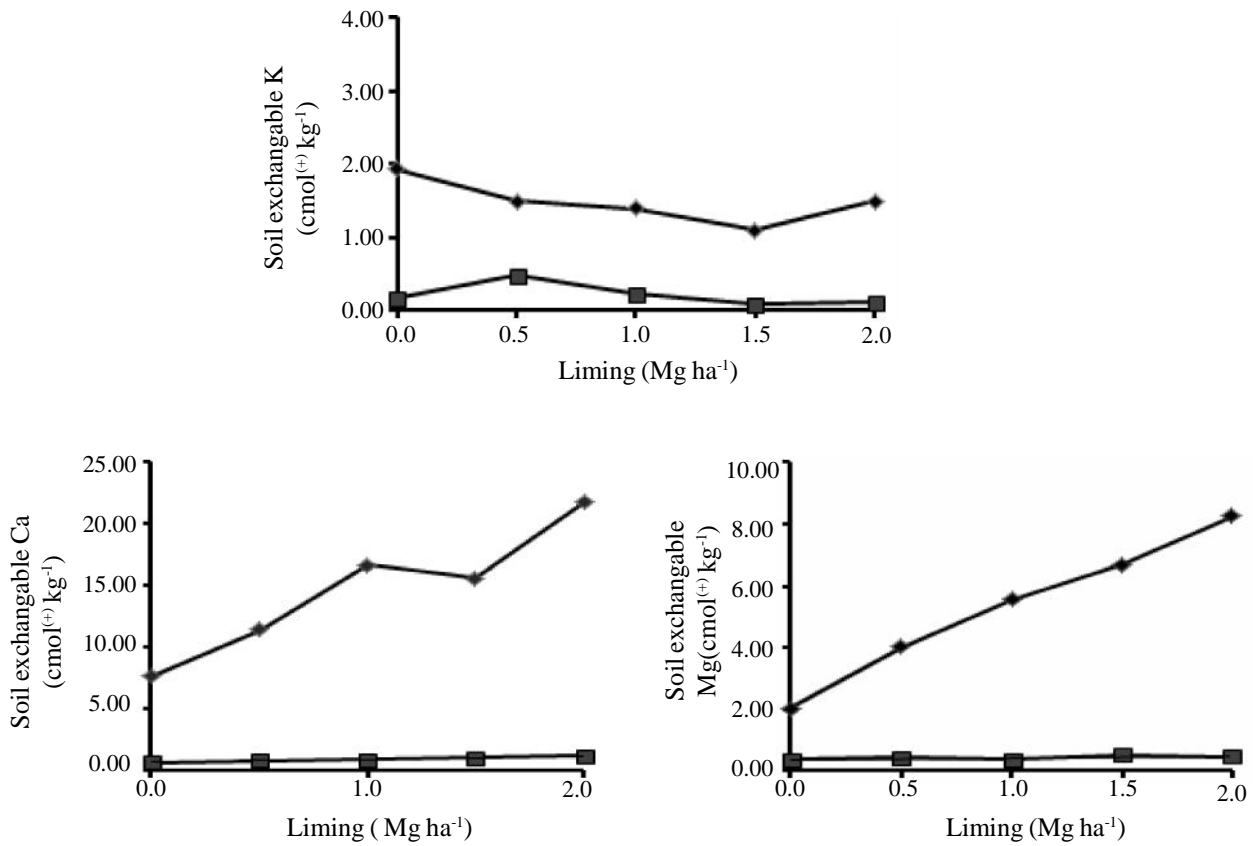 Soil exchangable K
(cmol(+) kg-1)
4.00
3.00
2.00
1.00
0.00
0.0 0.5 1.0 1.5 2.0
Liming (Mg ha-1)
Soil exchangable Ca
(cmol(+) kg-1)
25.00
20.00
15.00
10.00
5.00
0.00
0.0 1.0 2.0
Liming ( Mg ha-1)
Soil exchangable
Mg(cmol(+) kg-1)
10.00
8.00
6.00
4.00
2.00
0.00
0.0 0.5 1.0 1.5 2.0
Liming (Mg ha-1)